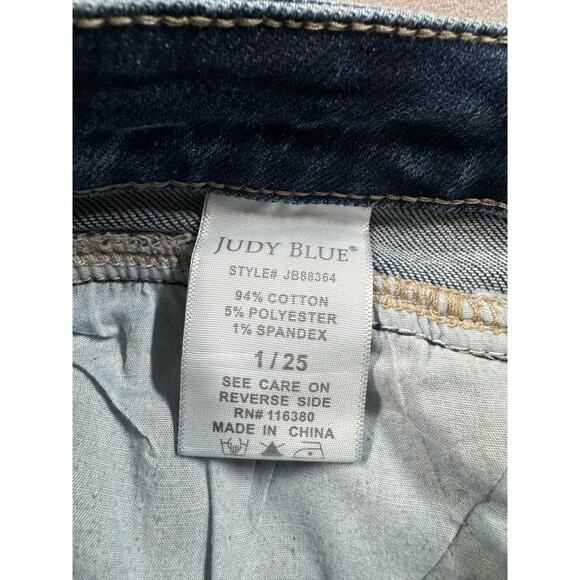 JUDY BLUE®
STYLE# JB88364
94% COTTON
5% POLYESTER
1% SPANDEX
1 / 25
SEE CARE ON
REVERSE SIDE
RN# 116380
MADE IN CHINA